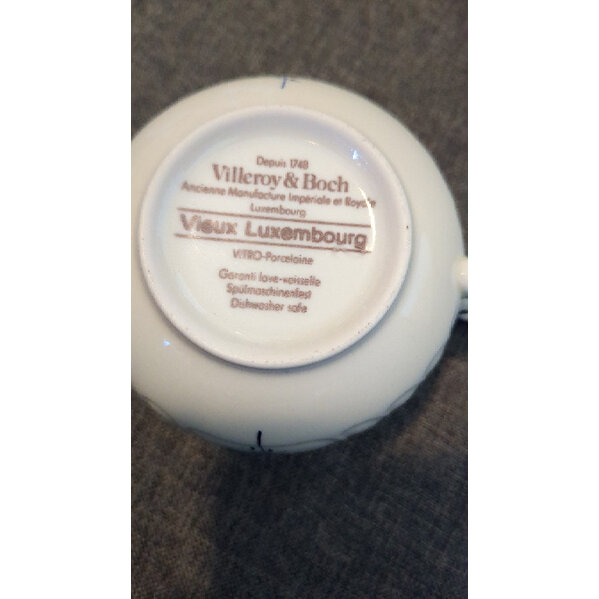 Depuis 1748
Villeroy & Boch
Ancienne Manufacture Impériale et Royale
Luxembourg
Vieux Luxembourg
VITRO-Porcelaine
Garanti lave-vaisselle
Spülmaschinenfest
Dishwasher safe